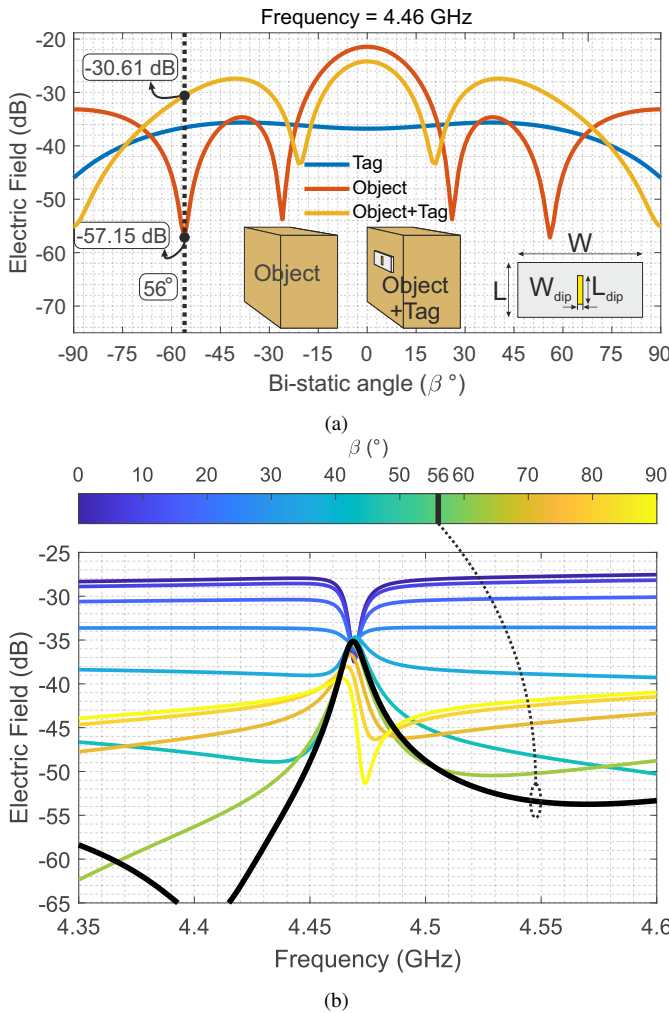 Frequency = 4.46 GHz
-20
-30
-40
-50
-60
-70
Electric Field (dB)
-30.61 dB
-57.15 dB
56°
Tag
Object
Object+Tag
Object
Object
+Tag
W
L
W_dip
L_dip
-90 -75 -60 -45 -30 -15 0 15 30 45 60 75 90
Bi-static angle (β °)
(a)
β (°)
0 10 20 30 40 50 56 60 70 80 90
-25
-30
-35
-40
-45
-50
-55
-60
-65
Electric Field (dB)
4.35 4.4 4.45 4.5 4.55 4.6
Frequency (GHz)
(b)